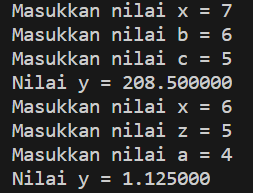 Masukkan nilai x = 7
Masukkan nilai b = 6
Masukkan nilai c = 5
Nilai y = 208.500000
Masukkan nilai x = 6
Masukkan nilai z = 5
Masukkan nilai a = 4
Nilai y = 1.125000